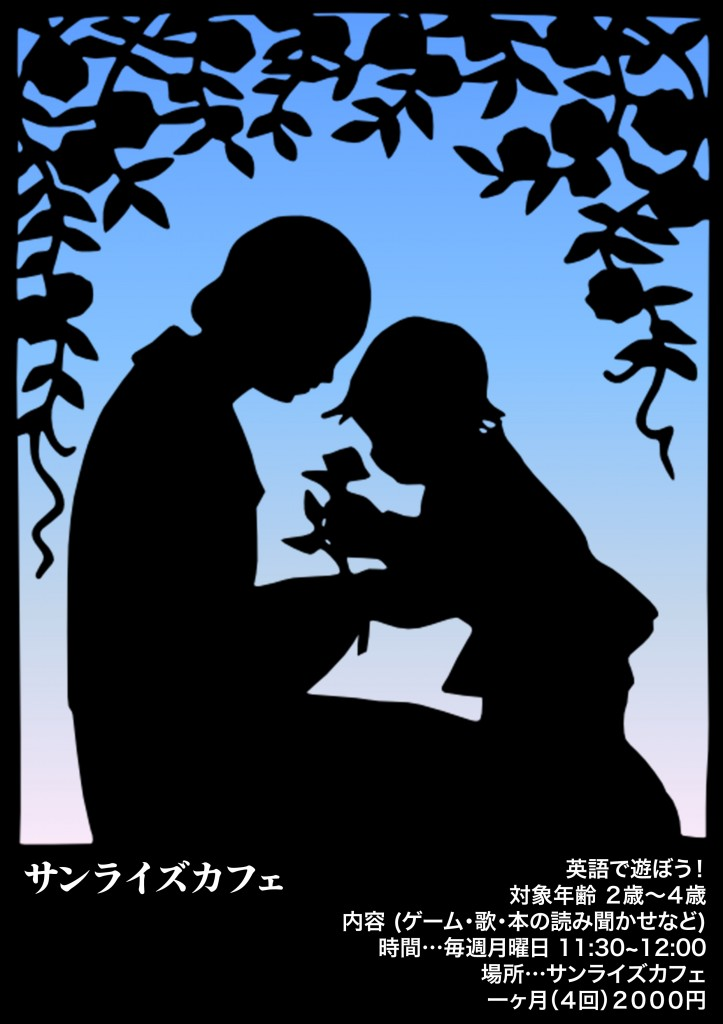 サンライズカフェ
英語で遊ぼう！
対象年齢 2歳〜4歳
内容 (ゲーム・歌・本の読み聞かせなど)
時間…毎週月曜日 11:30~12:00
場所…サンライズカフェ
一ヶ月(４回)２０００円